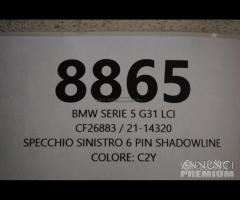 8865
BMW SERIE 5 G31 LCI
CF26883 / 21-14320
SPECCHIO SINISTRO 6 PIN SHADOWLINE
COLORE: C2Y
ANNUNCI
PREMIUM